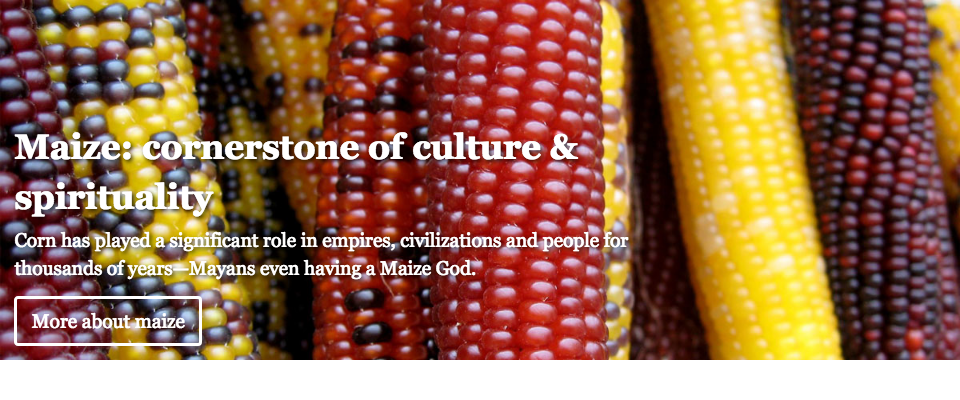 Maize: cornerstone of culture &
spirituality
Corn has played a significant role in empires, civilizations and people for
thousands of years—Mayans even having a Maize God.
More about maize